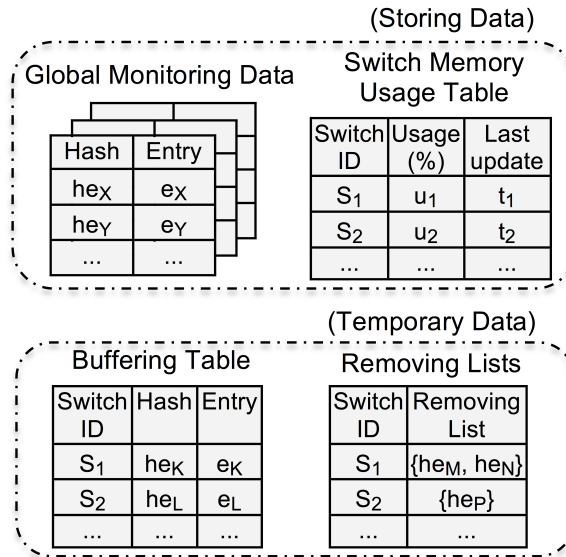 (Storing Data)
Global Monitoring Data
Hash Entry
heX eX
heY eY
... ...
Switch Memory
Usage Table
Switch ID Usage (%) Last update
S1 u1 t1
S2 u2 t2
... ... ...
(Temporary Data)
Buffering Table
Switch ID Hash Entry
S1 heK eK
S2 heL eL
... ... ...
Removing Lists
Switch ID Removing List
S1 {heM, heN}
S2 {heP}
... ...